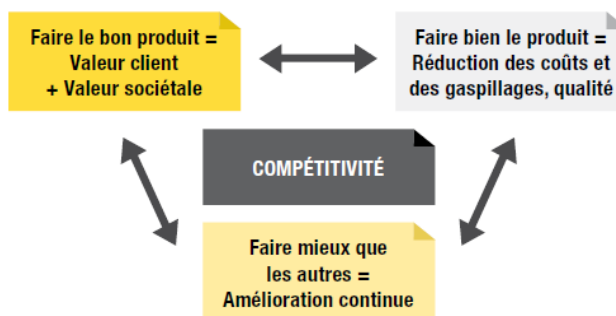 Faire le bon produit =
Valeur client
+ Valeur sociétale
Faire bien le produit =
Réduction des coûts et
des gaspillages, qualité
COMPÉTITIVITÉ
Faire mieux que
les autres =
Amélioration continue